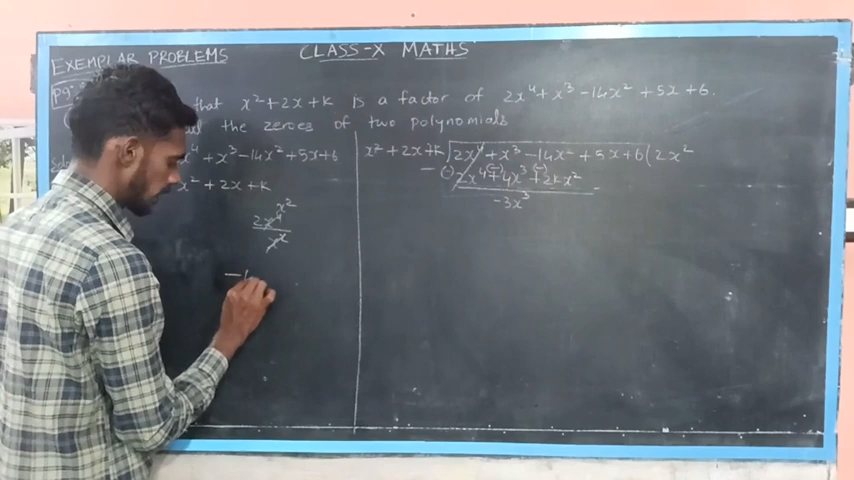 EXEMPLAR PROBLEMS
CLASS-X MATHS
Pg:
that x²+2x+k is a factor of 2x⁴+x³-14x²+5x+6.
the zeroes of two polynomials
+x³-14x²+5x+6
x²+2x+k
2x⁴ x²
x²
x²+2x+k) 2x⁴+x³-14x²+5x+6 (2x²
- (-) 2x⁴ (-) +4x³ (-) +2kx²
-3x³